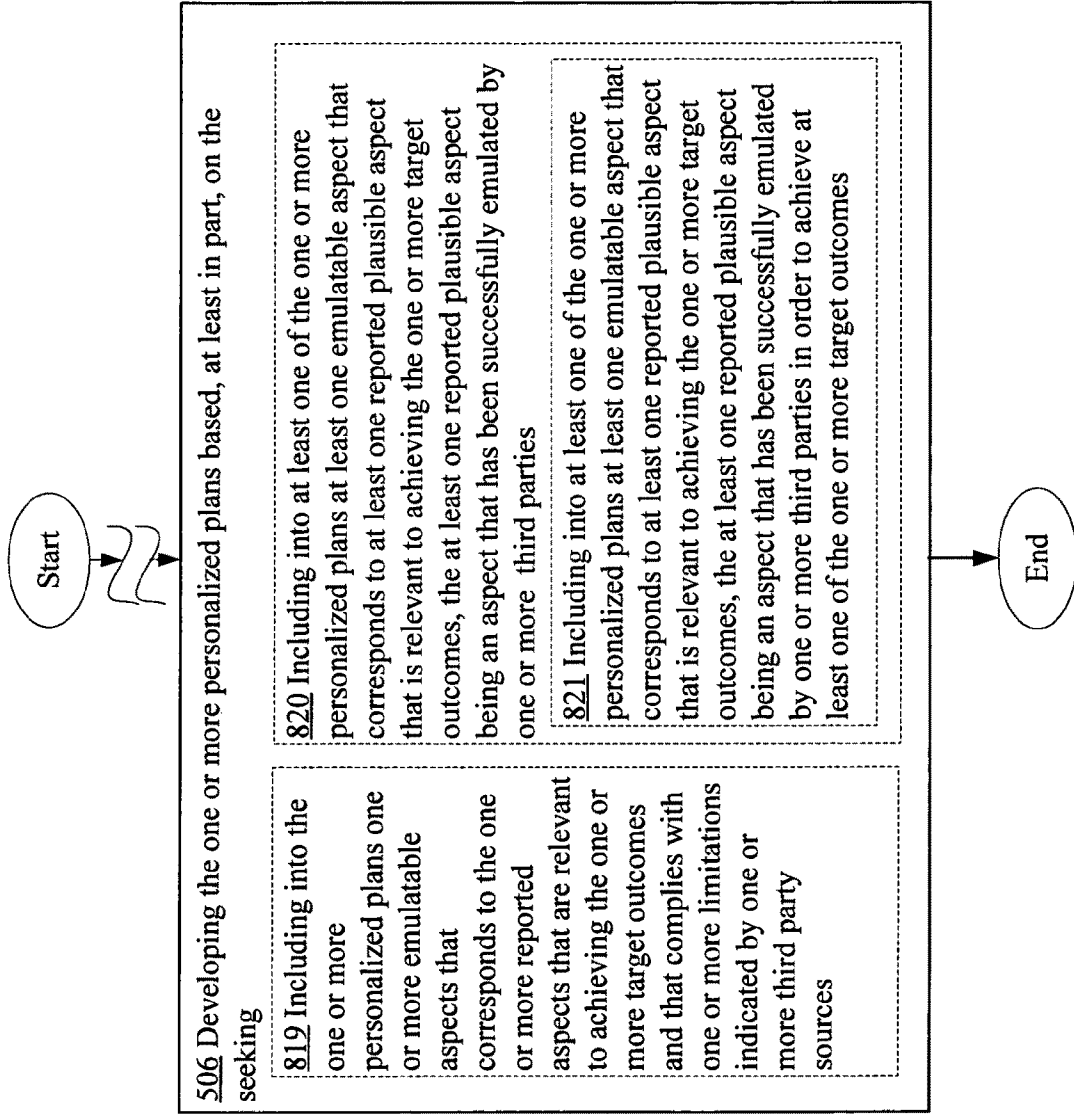 Start
506 Developing the one or more personalized plans based, at least in part, on the
seeking
819 Including into the
one or more
personalized plans one
or more emulatable
aspects that
corresponds to the one
or more reported
aspects that are relevant
to achieving the one or
more target outcomes
and that complies with
one or more limitations
indicated by one or
more third party
sources
820 Including into at least one of the one or more
personalized plans at least one emulatable aspect that
corresponds to at least one reported plausible aspect
that is relevant to achieving the one or more target
outcomes, the at least one reported plausible aspect
being an aspect that has been successfully emulated by
one or more third parties
821 Including into at least one of the one or more
personalized plans at least one emulatable aspect that
corresponds to at least one reported plausible aspect
that is relevant to achieving the one or more target
outcomes, the at least one reported plausible aspect
being an aspect that has been successfully emulated
by one or more third parties in order to achieve at
least one of the one or more target outcomes
End